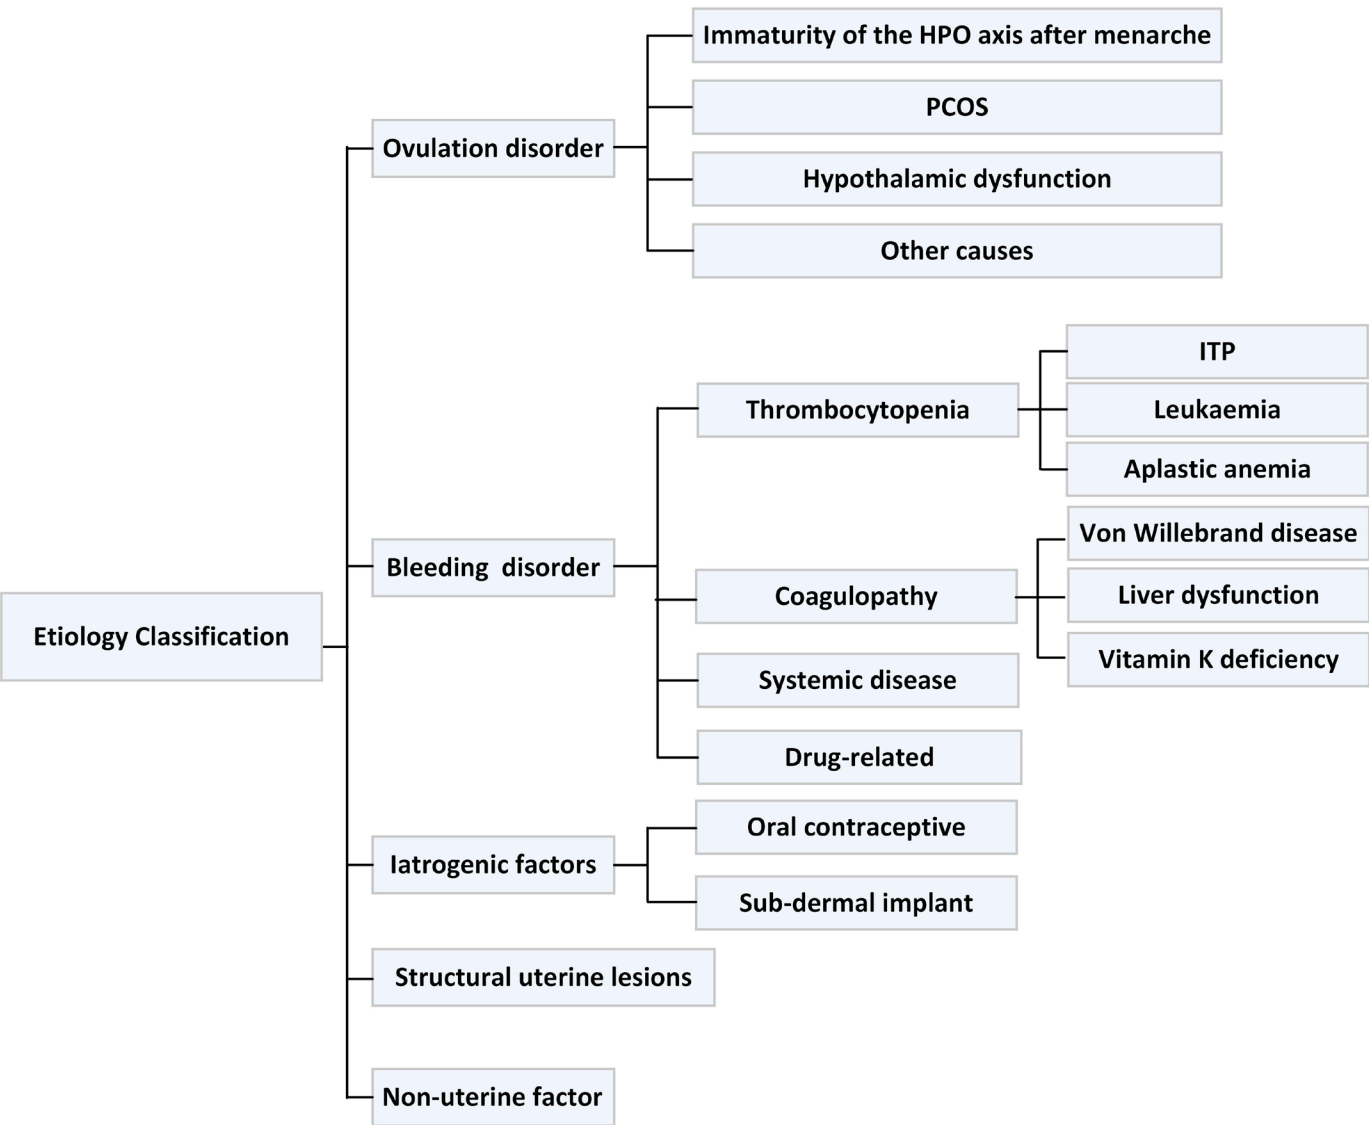 Etiology Classification
Ovulation disorder
Immaturity of the HPO axis after menarche
PCOS
Hypothalamic dysfunction
Other causes
Bleeding disorder
Thrombocytopenia
ITP
Leukaemia
Aplastic anemia
Coagulopathy
Von Willebrand disease
Liver dysfunction
Vitamin K deficiency
Systemic disease
Drug-related
Iatrogenic factors
Oral contraceptive
Sub-dermal implant
Structural uterine lesions
Non-uterine factor